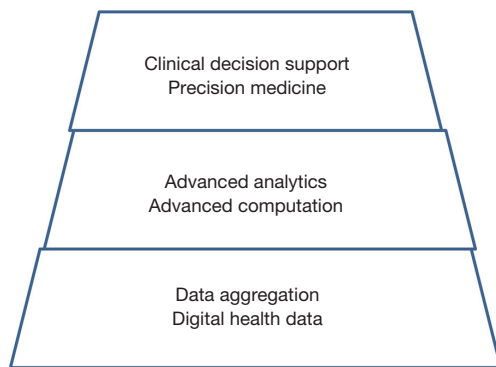 Clinical decision support
Precision medicine
Advanced analytics
Advanced computation
Data aggregation
Digital health data